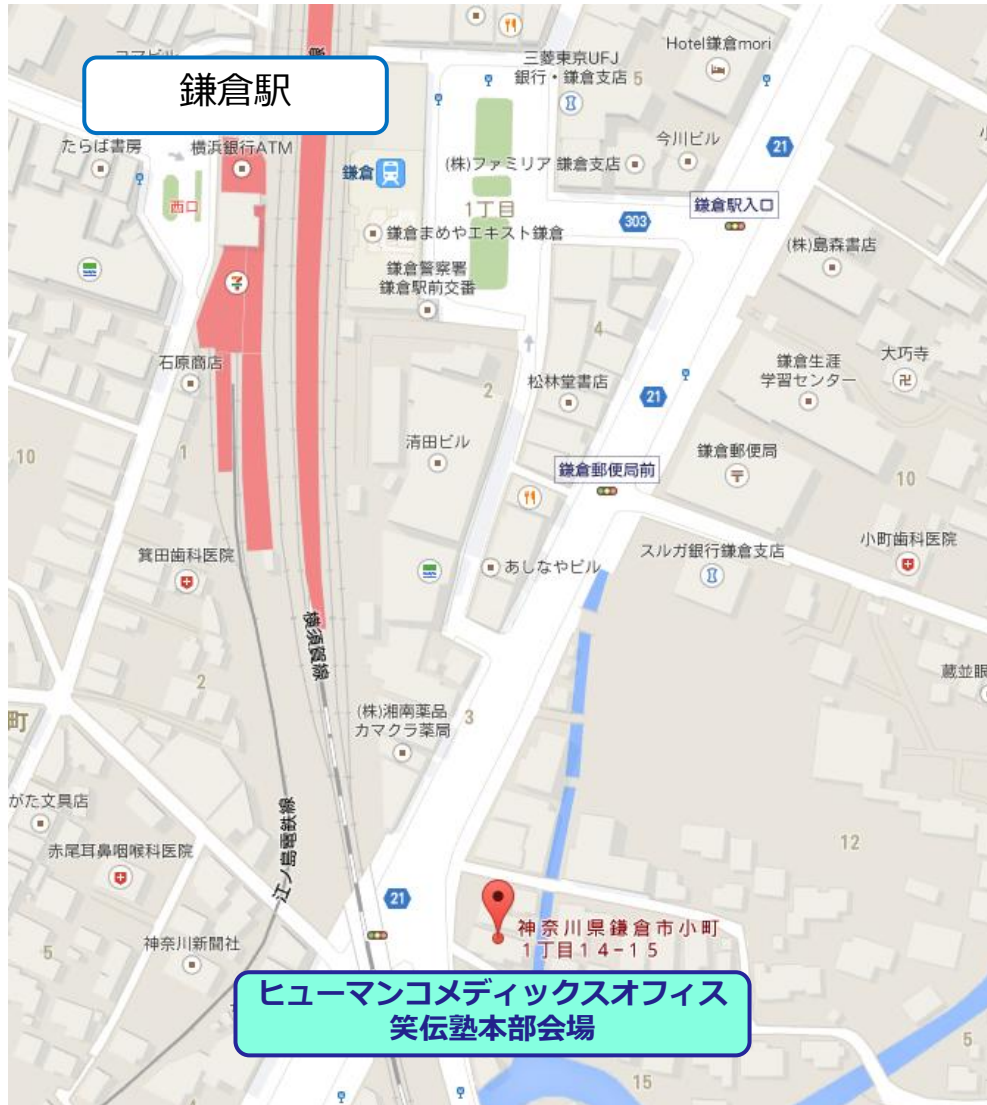 鎌倉駅
Hotel鎌倉mori
三菱東京UFJ
銀行・鎌倉支店
5
21
たらば書房
横浜銀行ATM
鎌倉
(株)ファミリア 鎌倉支店
今川ビル
西口
1丁目
303
鎌倉駅入口
鎌倉まめやエキスト鎌倉
(株)島森書店
鎌倉警察署
鎌倉駅前交番
4
石原商店
2
松林堂書店
21
鎌倉生涯
学習センター
大巧寺
10
1
清田ビル
鎌倉郵便局前
鎌倉郵便局
10
箕田歯科医院
あしなやビル
スルガ銀行鎌倉支店
小町歯科医院
横須賀線
2
蔵並眼
町
(株)湘南薬品
カマクラ薬局
3
がた文具店
江ノ島電鉄線
赤尾耳鼻咽喉科医院
12
21
神奈川県鎌倉市小町
1丁目14-15
5
神奈川新聞社
ヒューマンコメディックスオフィス
笑伝塾本部会場
5
15
4